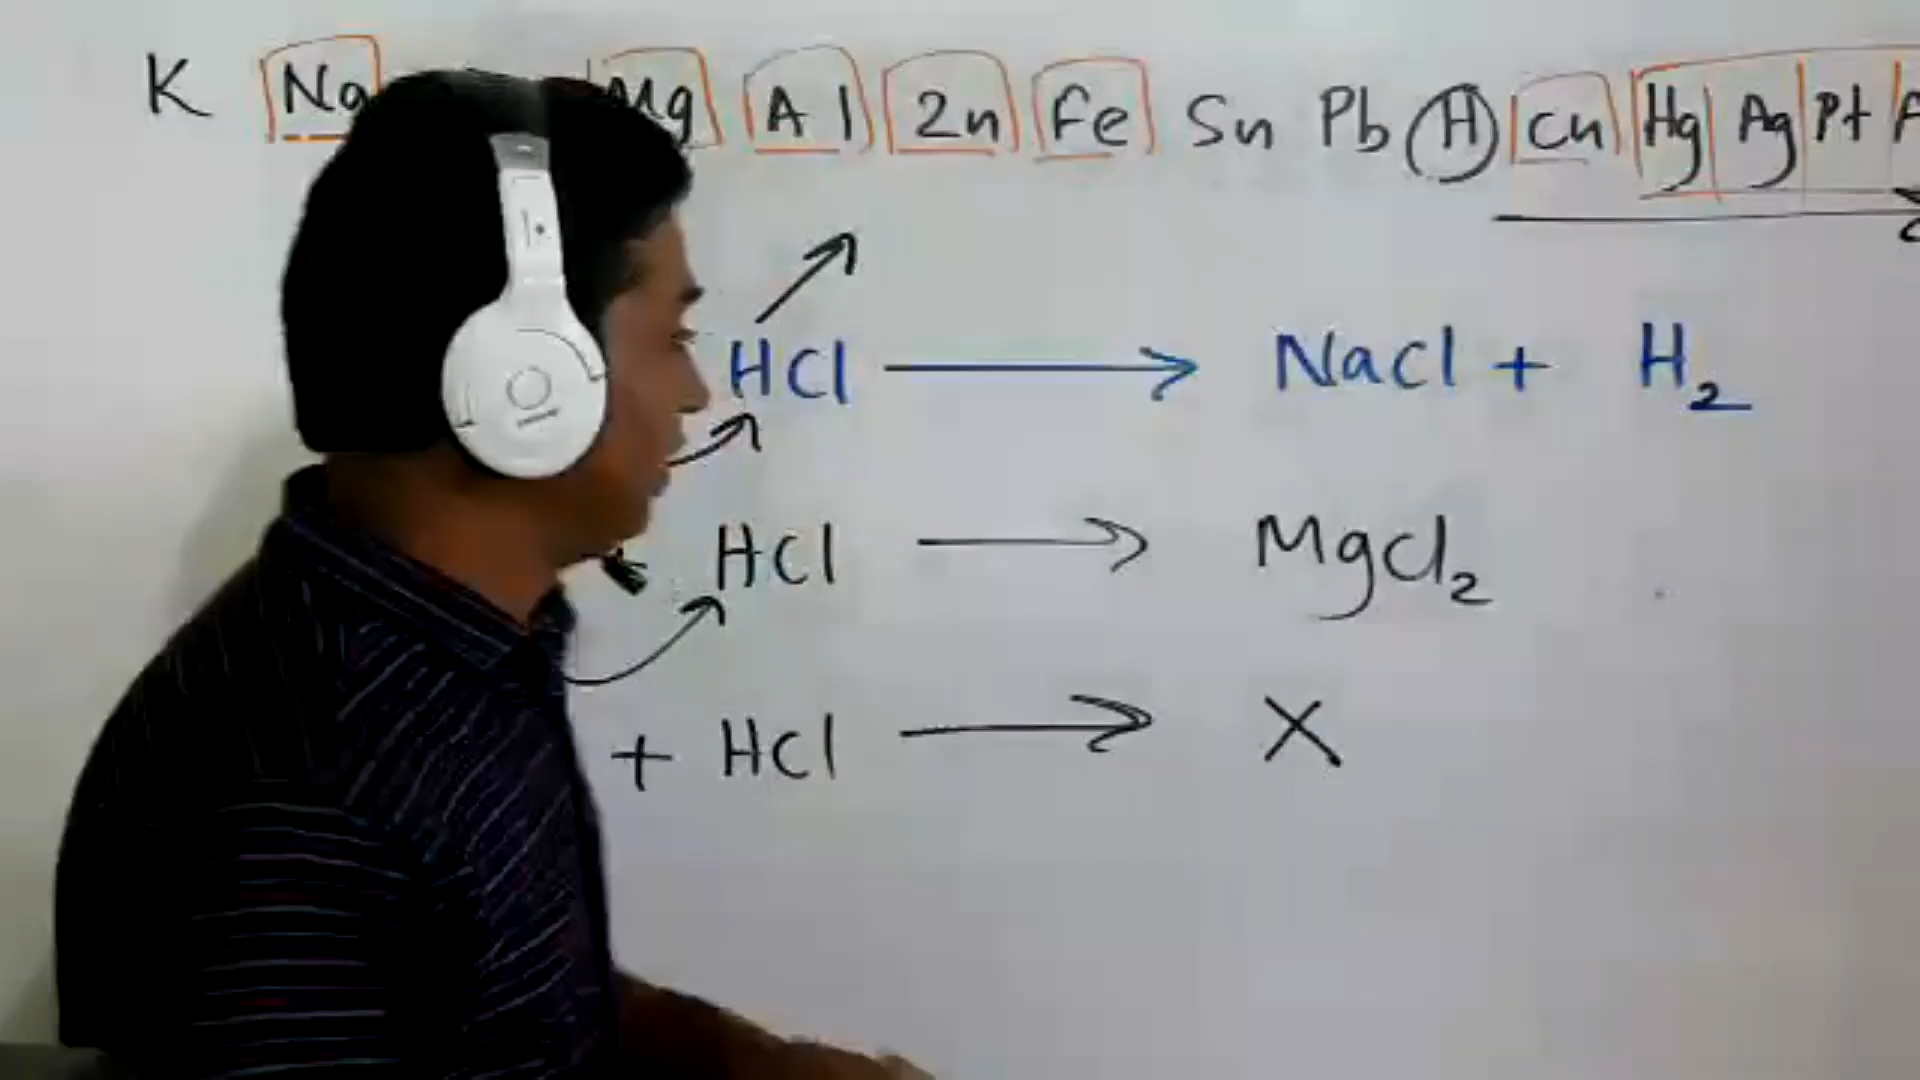 K Na Mg Al Zn Fe Sn Pb H Cu Hg Ag Pt
HCl → NaCl + H₂
HCl → MgCl₂
+ HCl → X